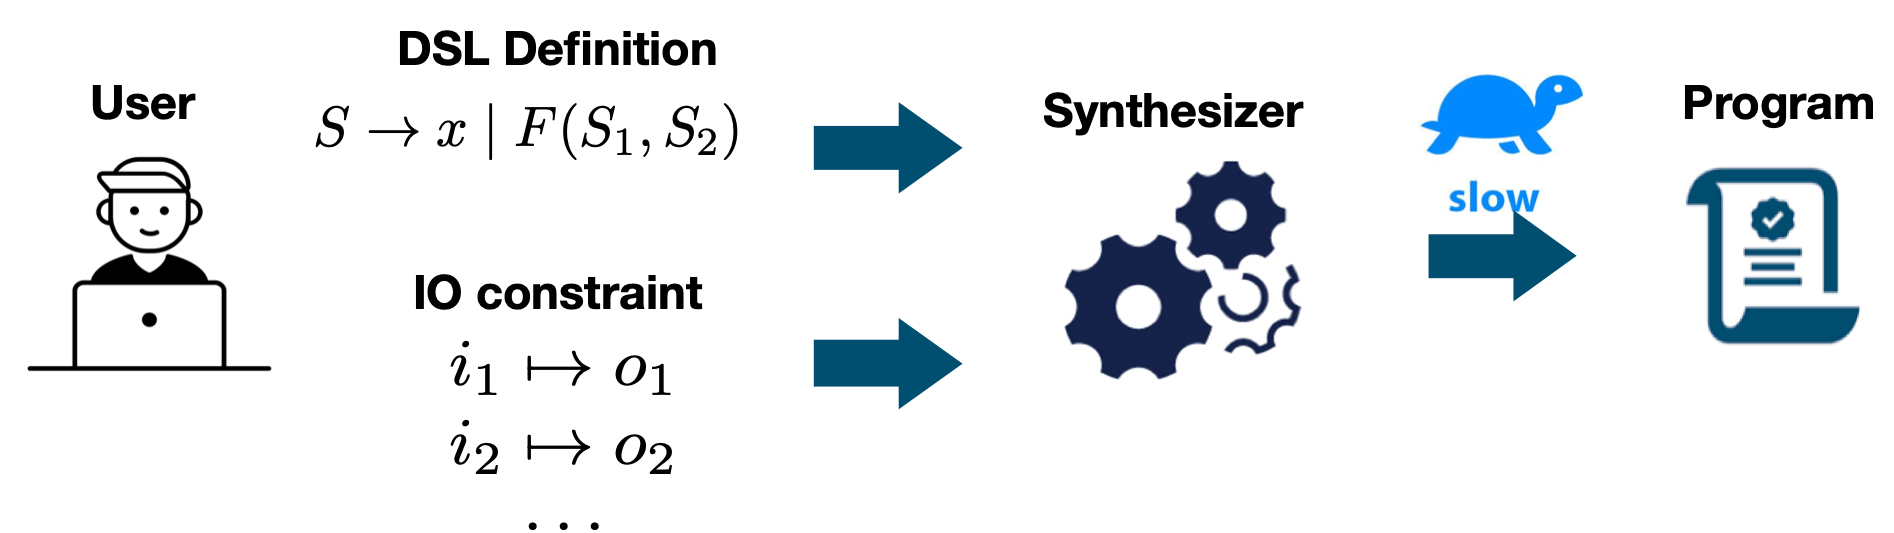 User
DSL Definition
S → x | F(S₁, S₂)
IO constraint
i₁ ↦ o₁
i₂ ↦ o₂
...
Synthesizer
slow
Program